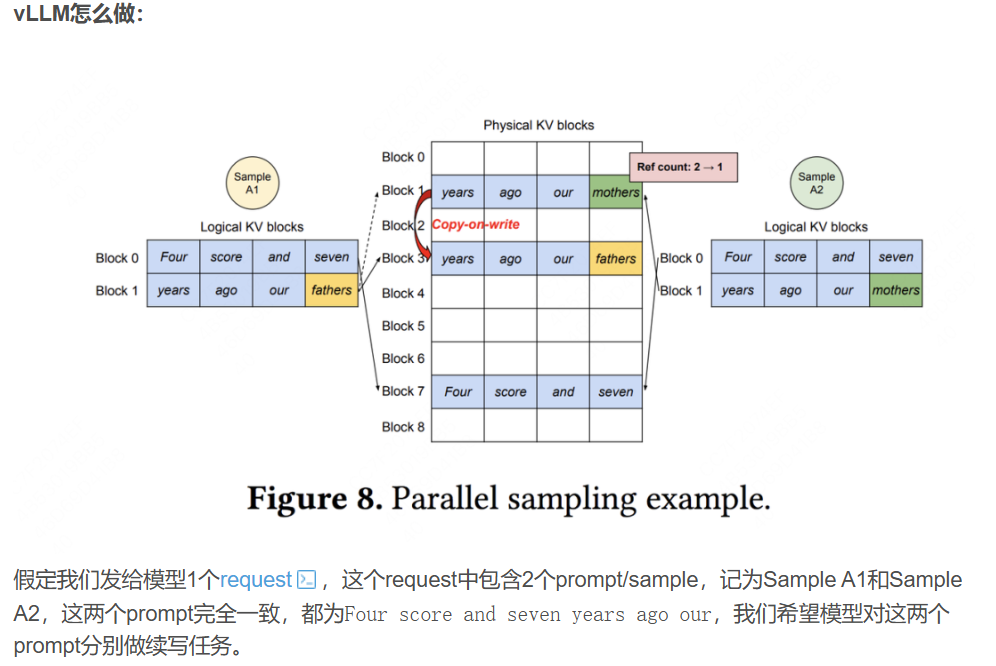 vLLM怎么做：
Physical KV blocks
Sample A1
Logical KV blocks
Block 0 Four score and seven
Block 1 years ago our fathers
Block 0
Block 1 years ago our mothers
Ref count: 2 → 1
Block 2 Copy-on-write
Block 3 years ago our fathers
Block 4
Block 5
Block 6
Block 7 Four score and seven
Block 8
Sample A2
Logical KV blocks
Block 0 Four score and seven
Block 1 years ago our mothers
Figure 8. Parallel sampling example.
假定我们发给模型1个request，这个request中包含2个prompt/sample，记为Sample A1和Sample
A2，这两个prompt完全一致，都为Four score and seven years ago our，我们希望模型对这两个
prompt分别做续写任务。